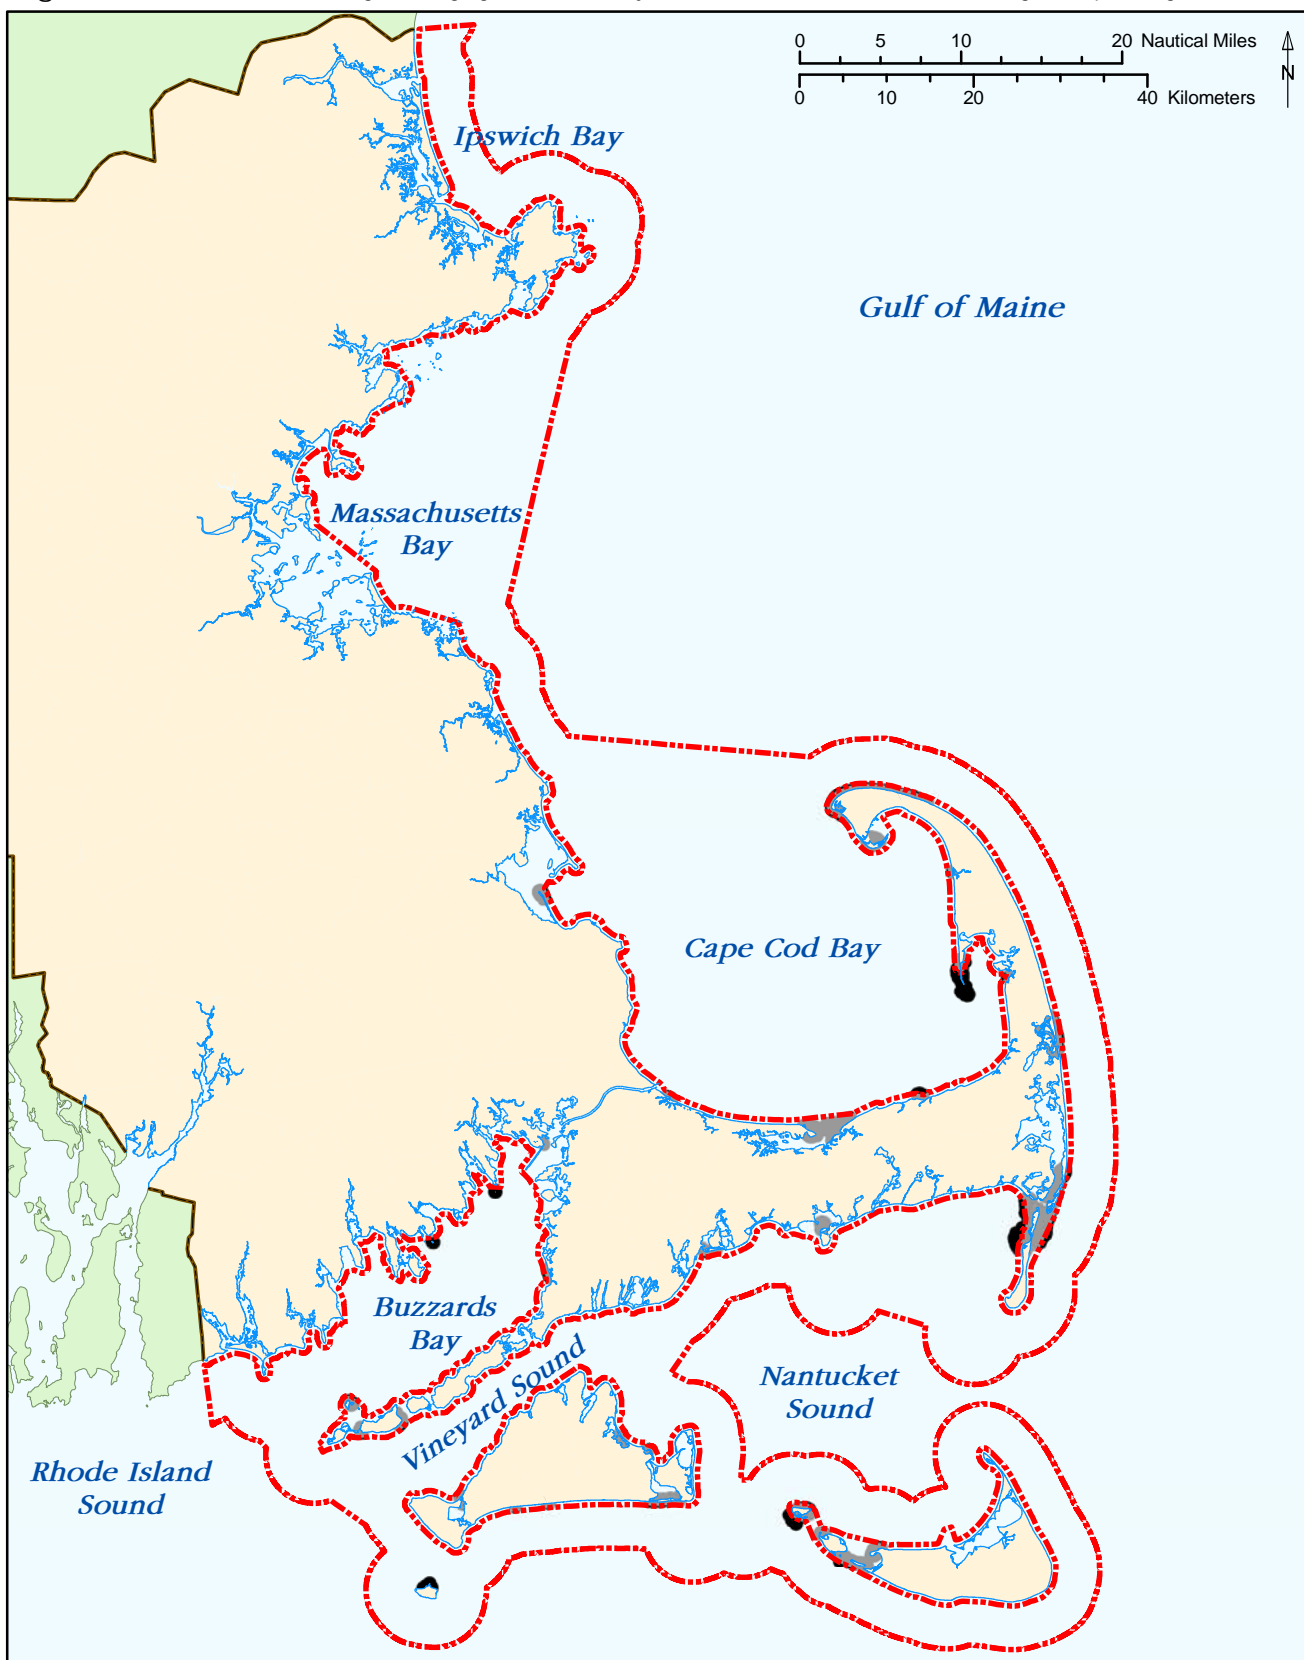 0 5 10 20 Nautical Miles
0 10 20 40 Kilometers
N
Ipswich Bay
Gulf of Maine
Massachusetts
Bay
Cape Cod Bay
Buzzards
Bay
Vineyard Sound
Nantucket
Sound
Rhode Island
Sound